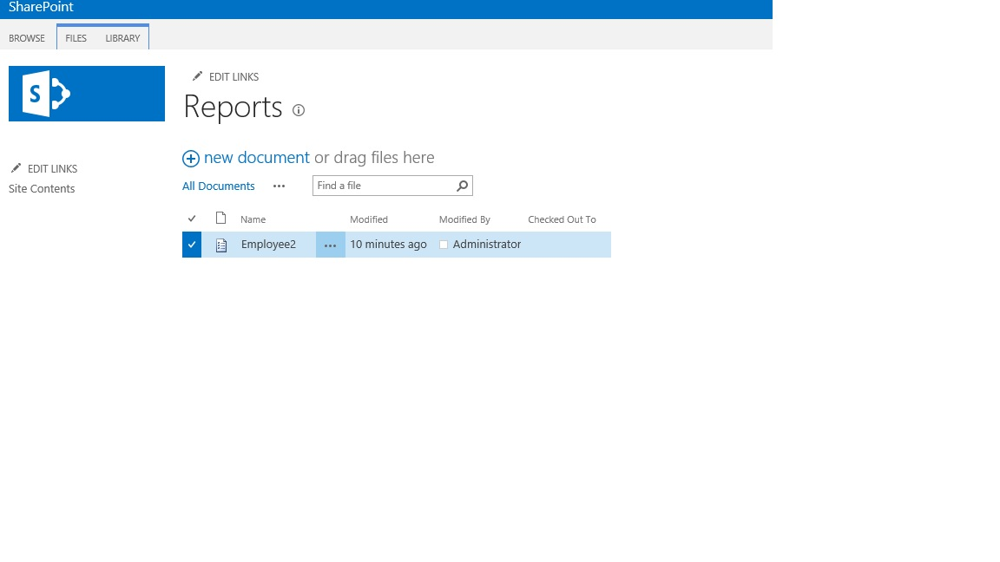 SharePoint
BROWSE FILES LIBRARY
S
EDIT LINKS
Reports
new document or drag files here
EDIT LINKS
Site Contents
All Documents ••• Find a file
Name Modified Modified By Checked Out To
Employee2 ••• 10 minutes ago Administrator